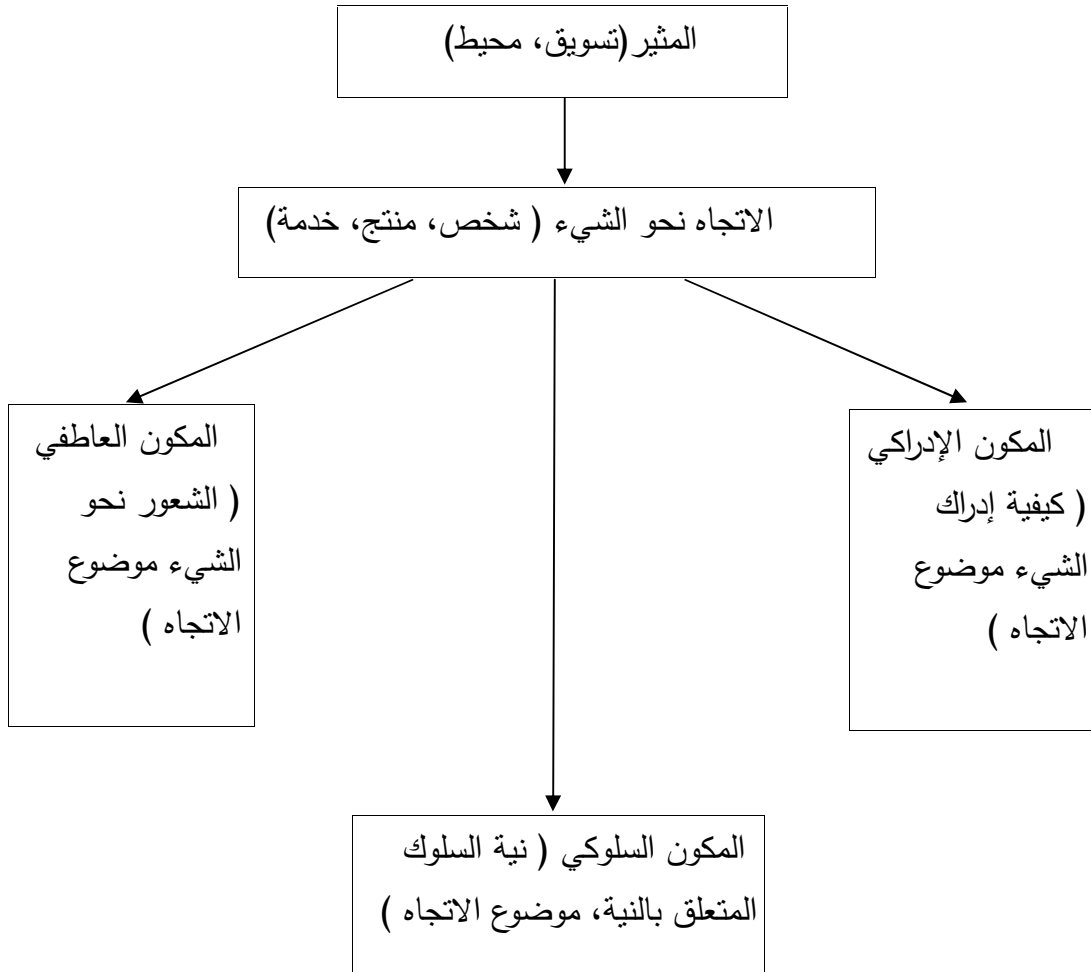 المثير(تسويق، محيط)
الاتجاه نحو الشيء ( شخص، منتج، خدمة)
المكون الإدراكي
( كيفية إدراك
الشيء موضوع
الاتجاه )
المكون العاطفي
( الشعور نحو
الشيء موضوع
الاتجاه )
المكون السلوكي ( نية السلوك
المتعلق بالنية، موضوع الاتجاه )